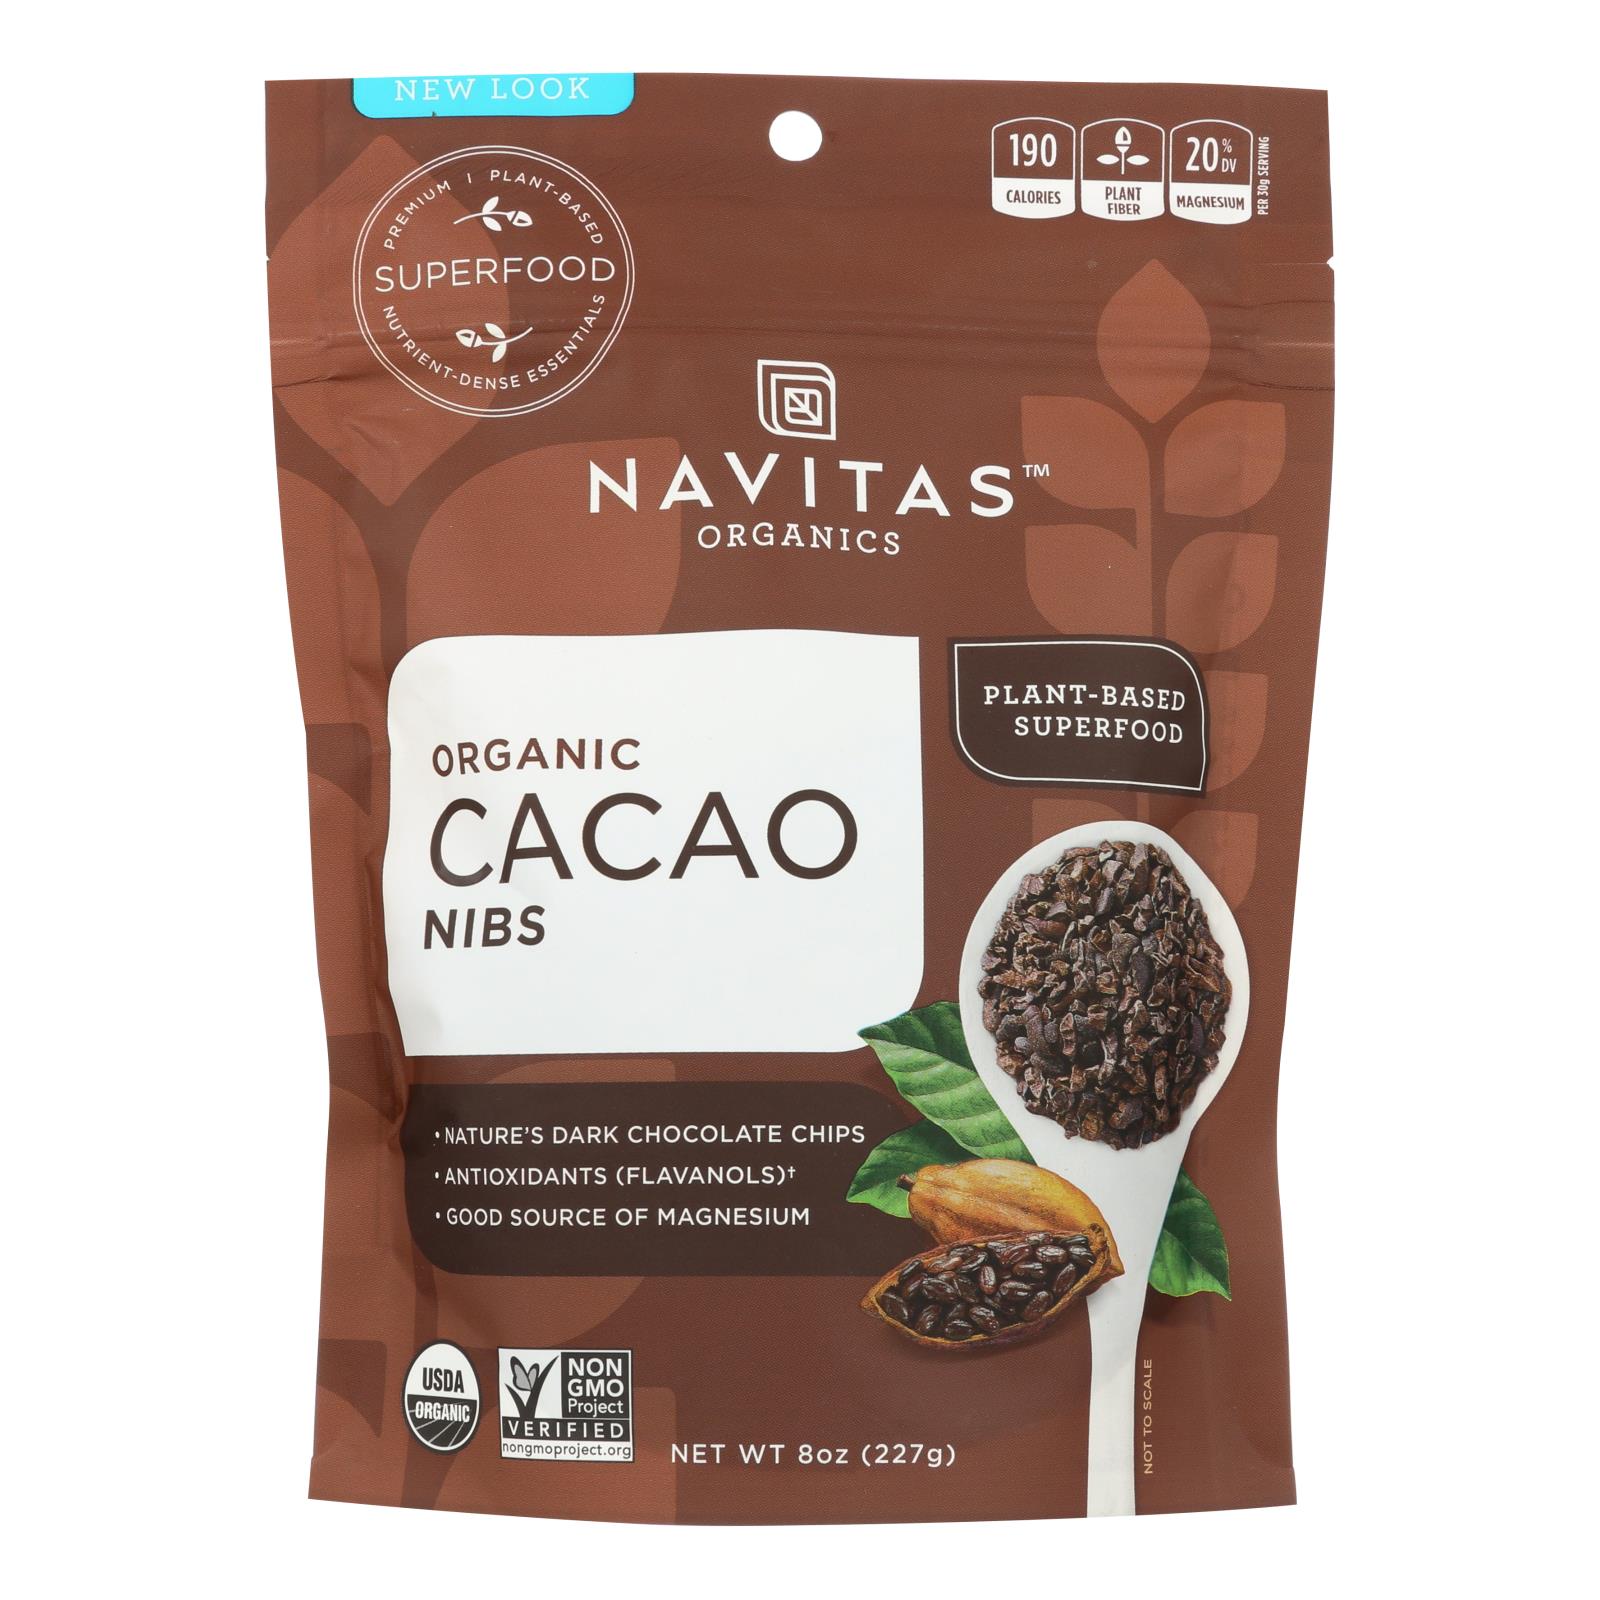 NEW LOOK
PREMIUM | PLANT-BASED
SUPERFOOD
NUTRIENT-DENSE ESSENTIALS
190
CALORIES
PLANT
FIBER
20% DV
MAGNESIUM
PER 30g SERVING
NAVITAS™
ORGANICS
PLANT-BASED
SUPERFOOD
ORGANIC
CACAO
NIBS
• NATURE'S DARK CHOCOLATE CHIPS
• ANTIOXIDANTS (FLAVANOLS)†
• GOOD SOURCE OF MAGNESIUM
USDA
ORGANIC
NON
GMO
Project
VERIFIED
nongmoproject.org
NET WT 8oz (227g)
NOT TO SCALE